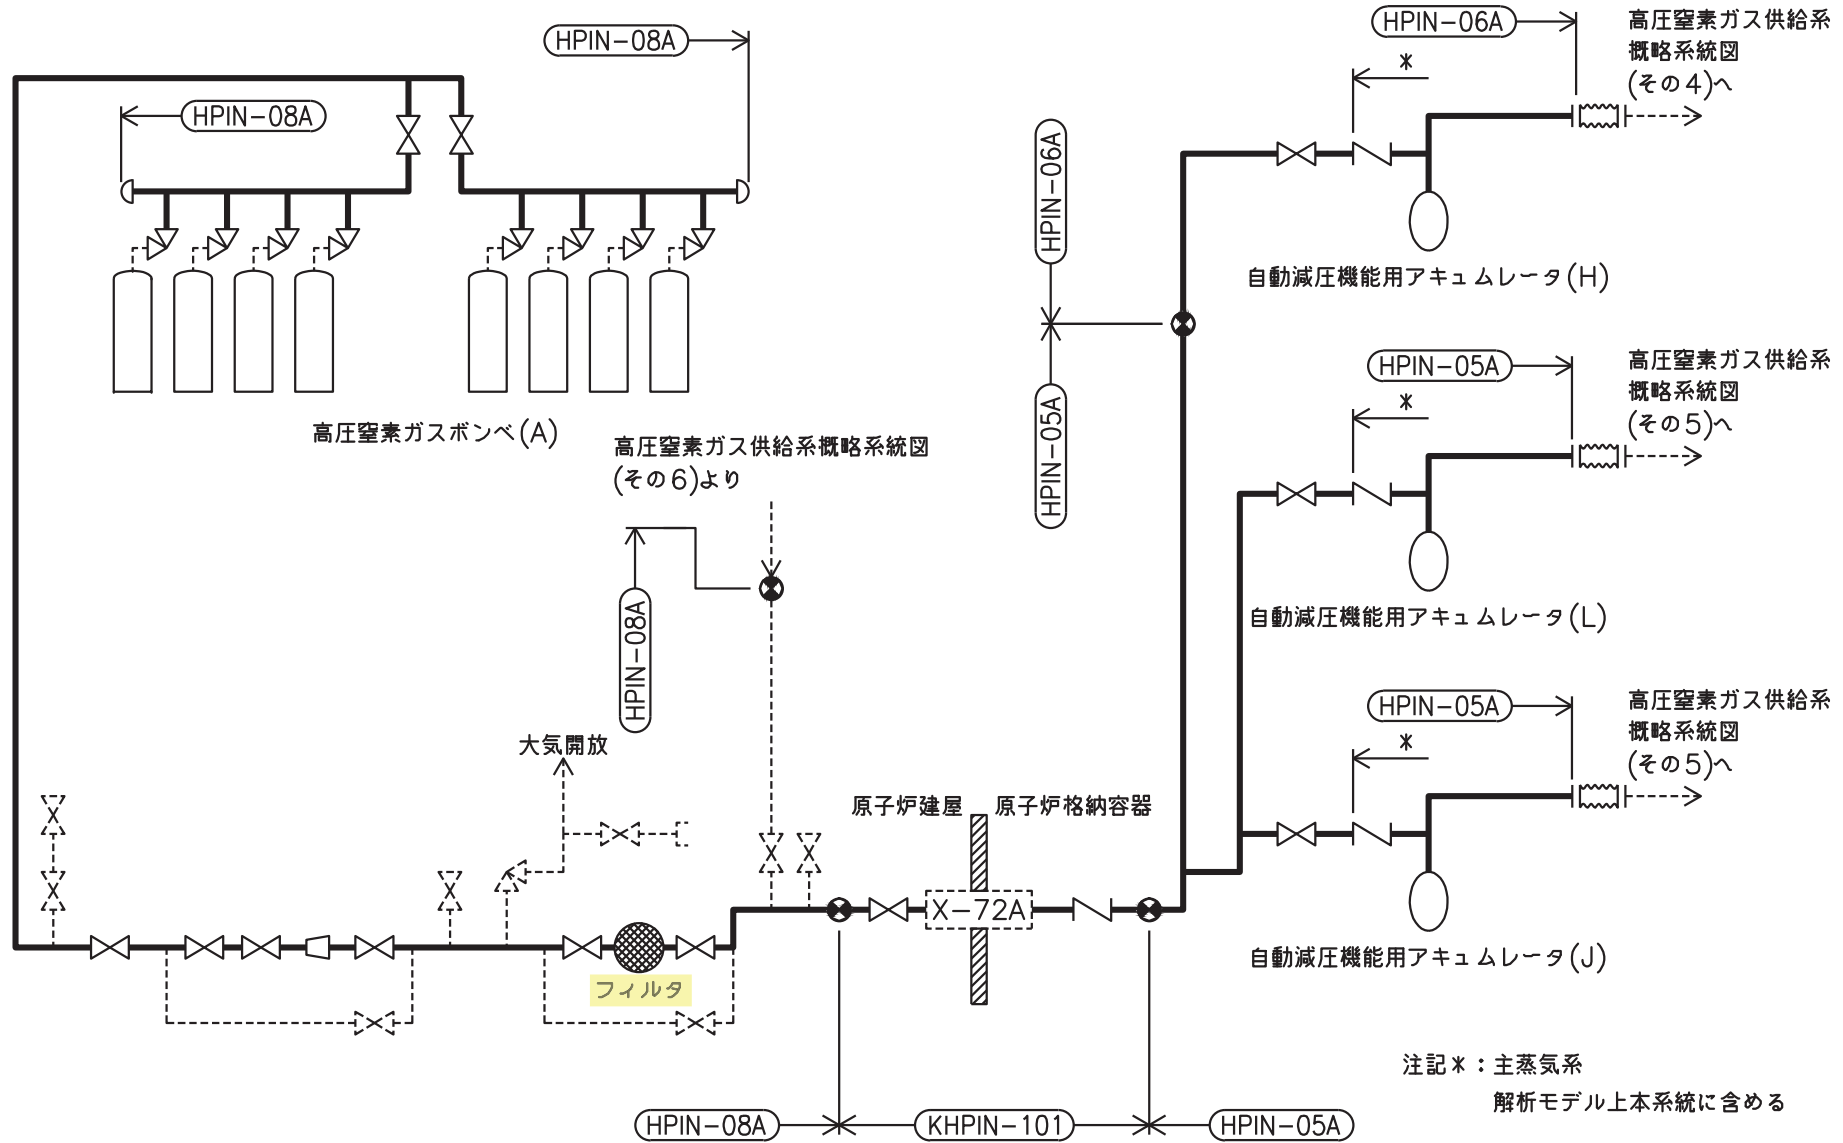 HPIN-08A
HPIN-08A
高圧窒素ガスボンベ(A)
高圧窒素ガス供給系概略系統図
(その6)より
HPIN-08A
大気開放
フィルタ
原子炉建屋
原子炉格納容器
X-72A
HPIN-08A
KHPIN-101
HPIN-05A
HPIN-06A
HPIN-05A
HPIN-06A
*
高圧窒素ガス供給系
概略系統図
(その4)へ
自動減圧機能用アキュムレータ(H)
HPIN-05A
*
高圧窒素ガス供給系
概略系統図
(その5)へ
自動減圧機能用アキュムレータ(L)
HPIN-05A
*
高圧窒素ガス供給系
概略系統図
(その5)へ
自動減圧機能用アキュムレータ(J)
注記*:主蒸気系
解析モデル上本系統に含める